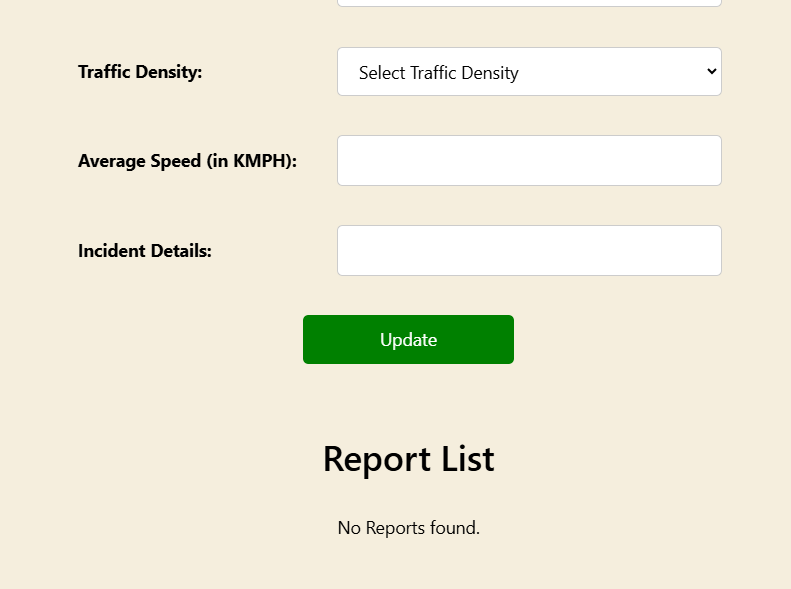 Traffic Density:
Select Traffic Density
Average Speed (in KMPH):
Incident Details:
Update
Report List
No Reports found.